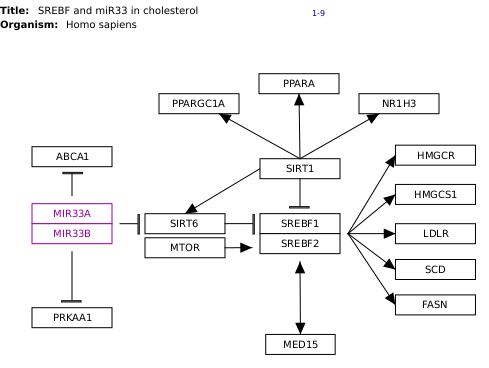 Title: SREBF and miR33 in cholesterol
1-9
Organism: Homo sapiens
PPARA
PPARGC1A
NR1H3
ABCA1
HMGCR
SIRT1
HMGCS1
MIR33A
SIRT6
SREBF1
MIR33B
LDLR
MTOR
SREBF2
SCD
FASN
PRKAA1
MED15